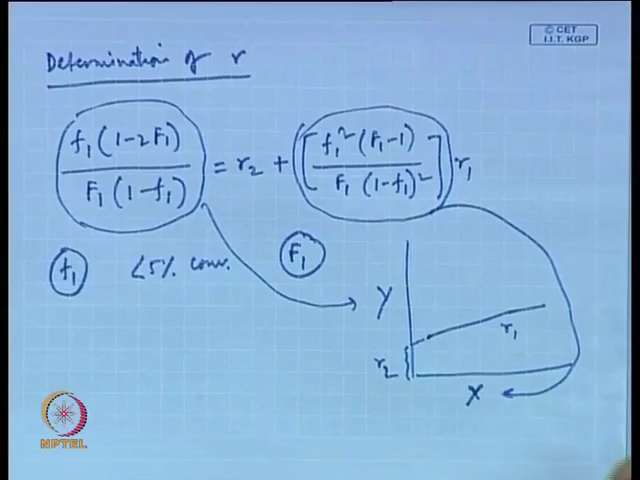 © CET
I.I.T. KGP
Determination of r
f₁(1-2F₁) / F₁(1-f₁) = r₂ + [f₁²(F₁-1) / F₁(1-f₁)²] r₁
f₁ <5% conv. F₁
Y
r₁
r₂
X
NPTEL